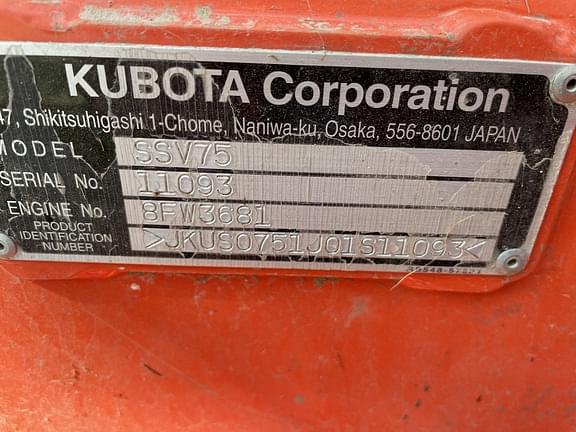 KUBOTA Corporation
47, Shikitsuhigashi 1-Chome, Naniwa-ku, Osaka, 556-8601 JAPAN
MODEL SSV75
SERIAL No. 11093
ENGINE No. 8FW3681
PRODUCT
IDENTIFICATION
NUMBER >JKUS0751J01S11093<